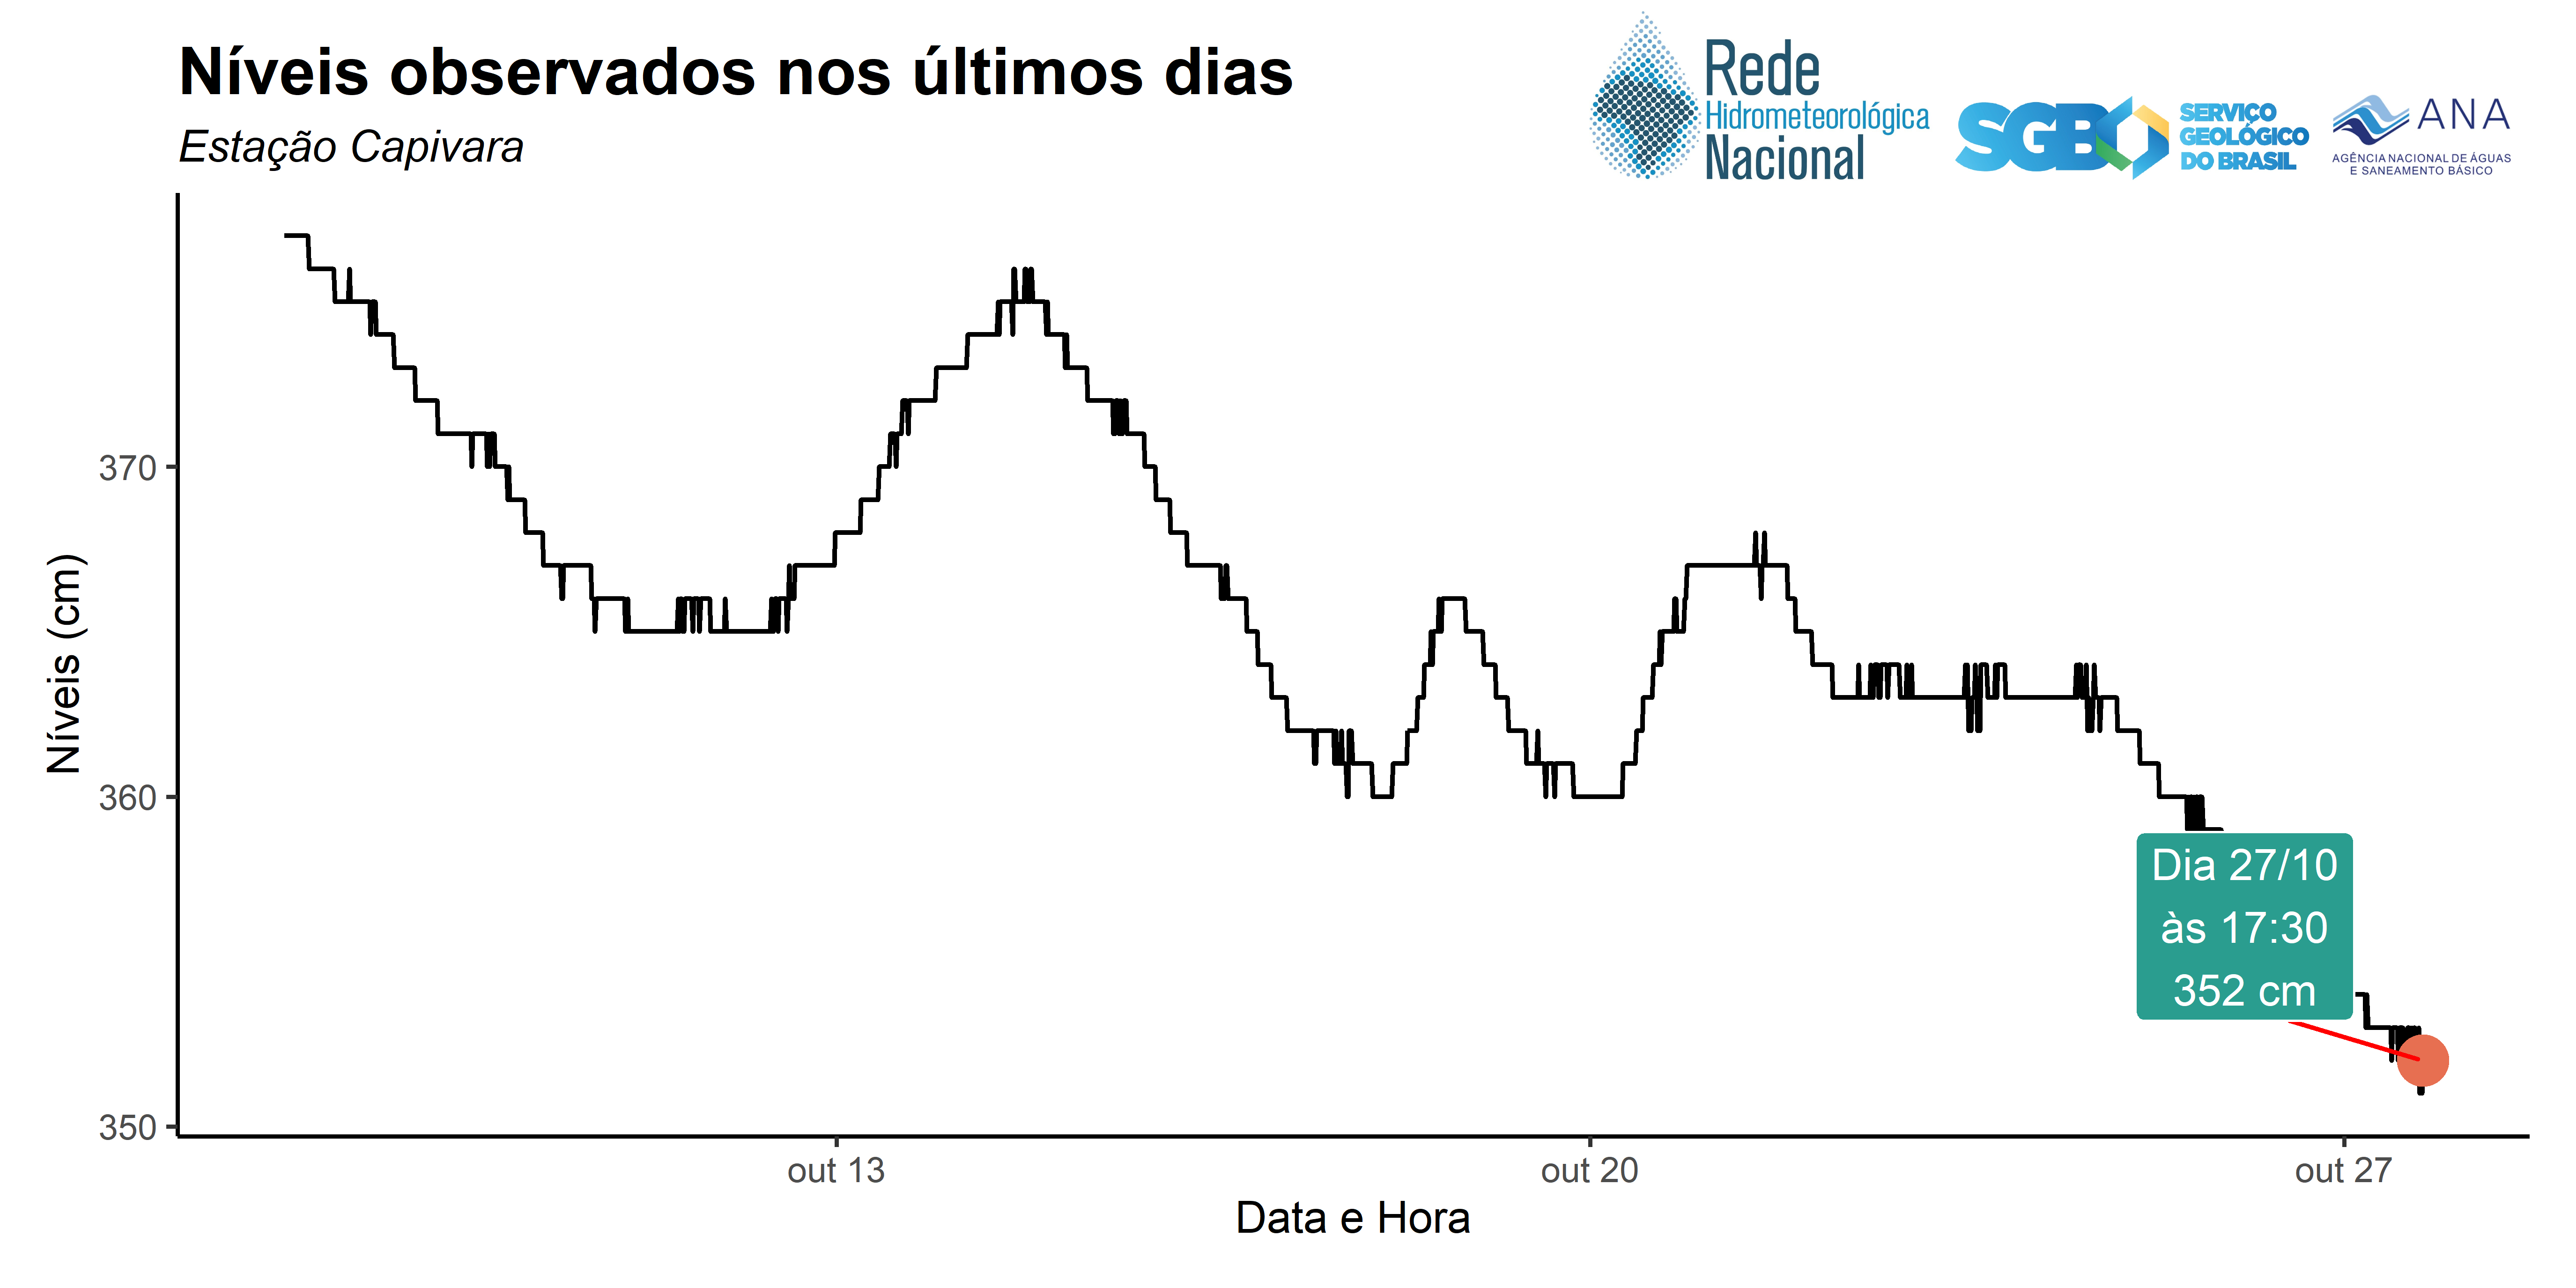 Níveis observados nos últimos dias
Estação Capivara
Rede
Hidrometeorológica
Nacional
SGB
SERVIÇO
GEOLÓGICO
DO BRASIL
ANA
AGÊNCIA NACIONAL DE ÁGUAS
E SANEAMENTO BÁSICO
Níveis (cm)
370
360
350
Dia 27/10
às 17:30
352 cm
out 13
out 20
out 27
Data e Hora